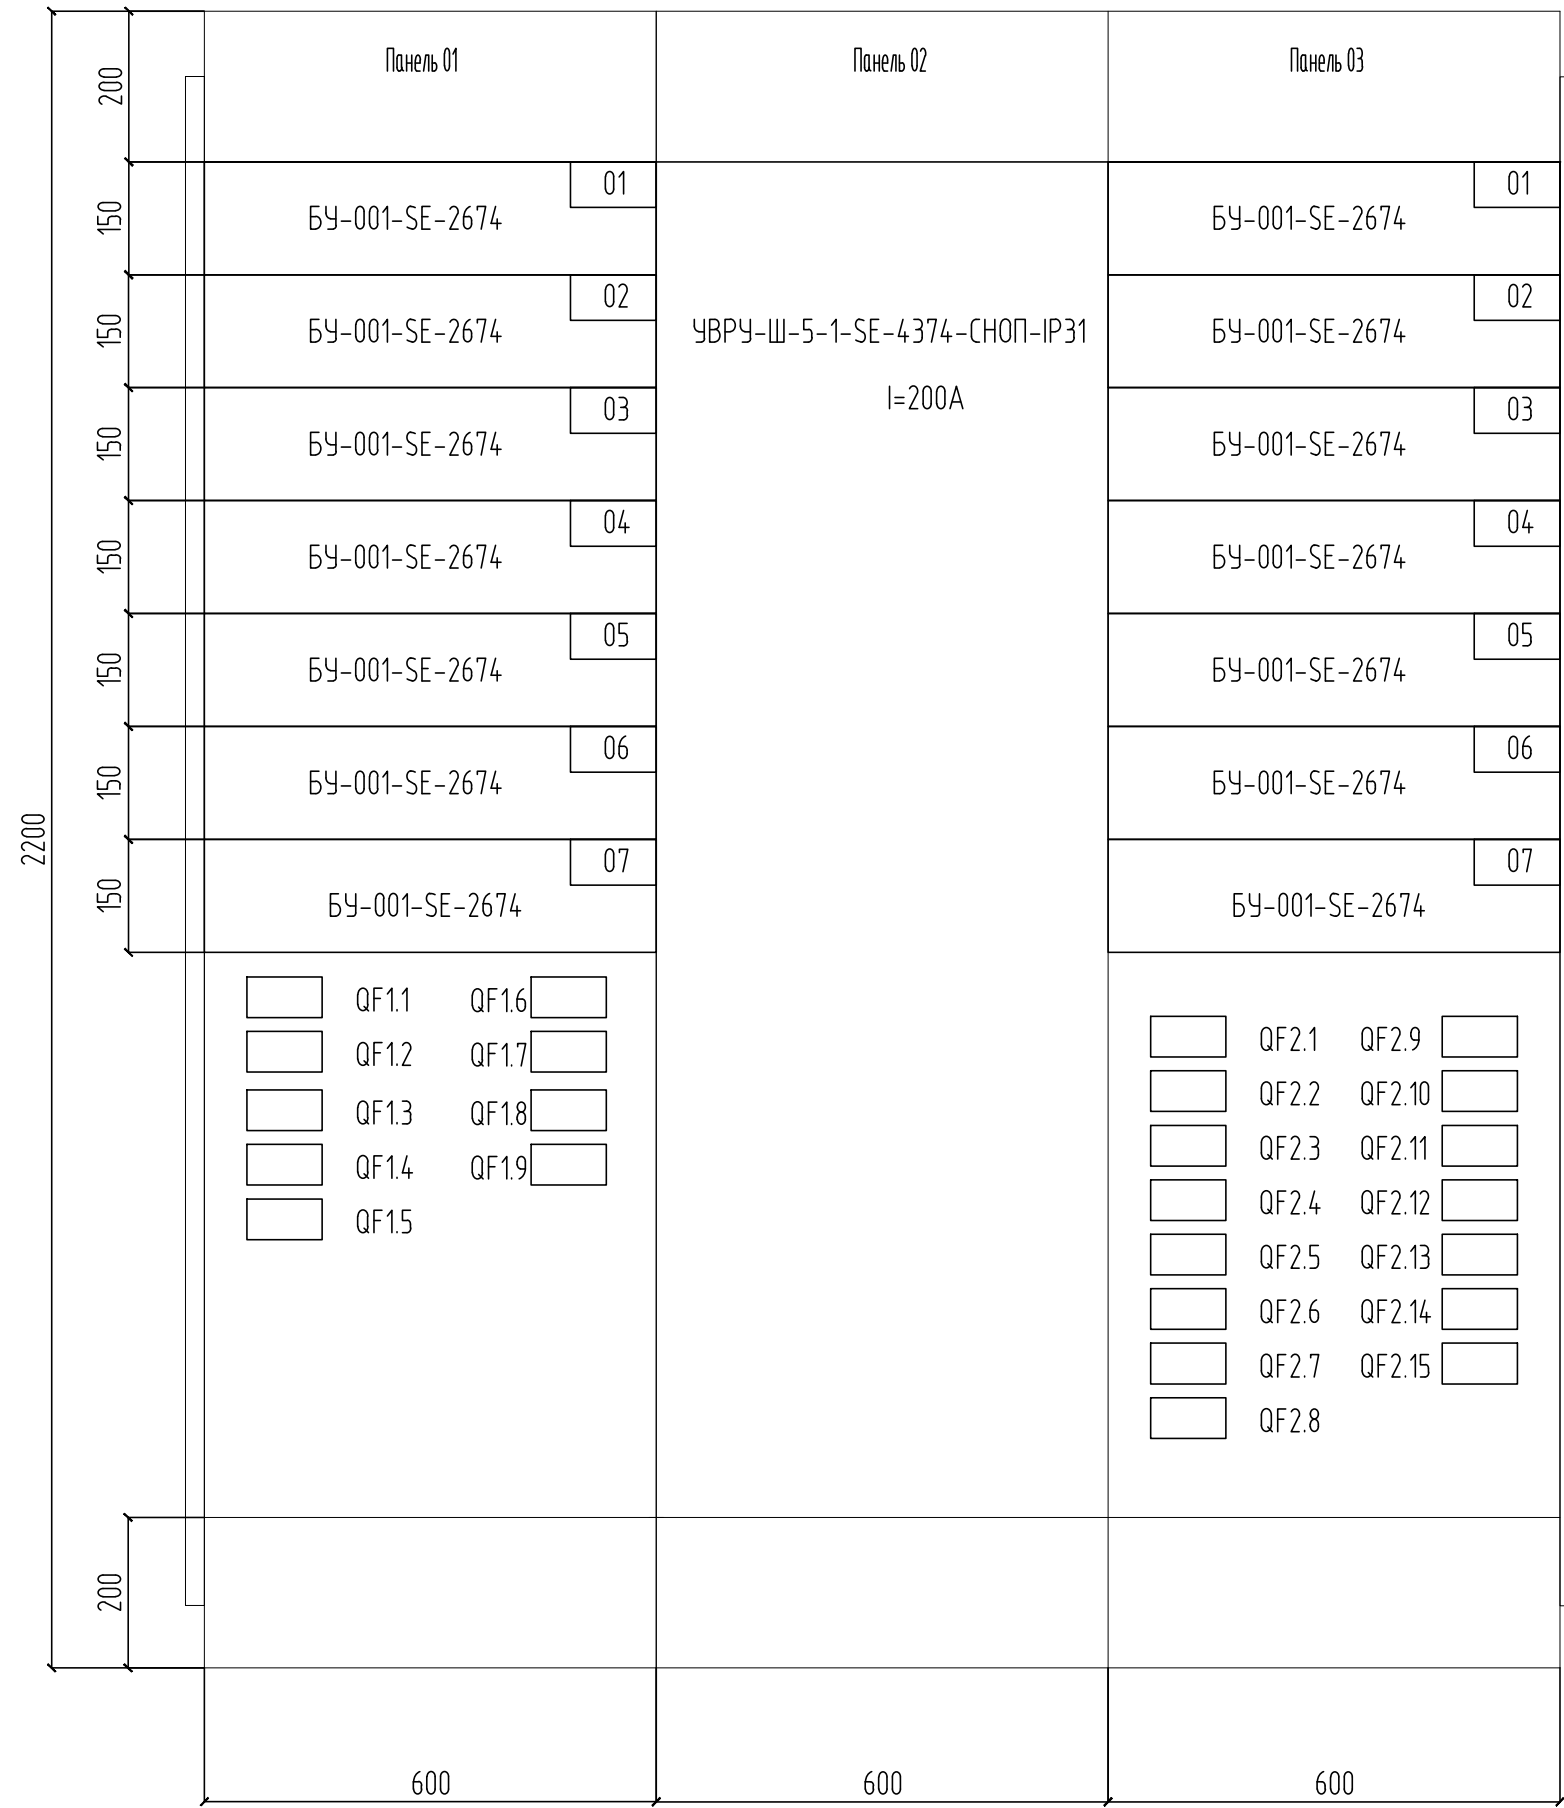 Панель 01
Панель 02
Панель 03
200
01
БУ-001-SE-2674
150
02
БУ-001-SE-2674
150
03
БУ-001-SE-2674
150
04
БУ-001-SE-2674
150
05
БУ-001-SE-2674
150
06
БУ-001-SE-2674
150
07
БУ-001-SE-2674
150
2200
УВРУ-Ш-5-1-SE-4374-СНОП-IP31
I=200А
01
БУ-001-SE-2674
02
БУ-001-SE-2674
03
БУ-001-SE-2674
04
БУ-001-SE-2674
05
БУ-001-SE-2674
06
БУ-001-SE-2674
07
БУ-001-SE-2674
QF1.1 QF1.6
QF1.2 QF1.7
QF1.3 QF1.8
QF1.4 QF1.9
QF1.5
QF2.1 QF2.9
QF2.2 QF2.10
QF2.3 QF2.11
QF2.4 QF2.12
QF2.5 QF2.13
QF2.6 QF2.14
QF2.7 QF2.15
QF2.8
200
600
600
600